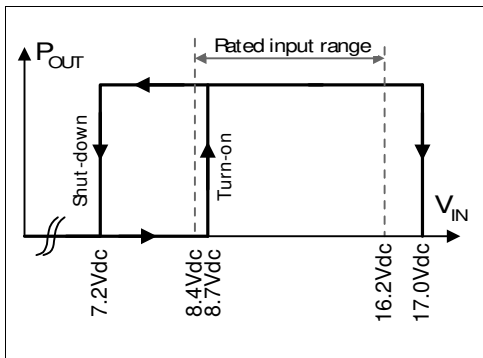 Rated input range
POUT
Shut-down
Turn-on
VIN
7.2Vdc
8.4Vdc
8.7Vdc
16.2Vdc
17.0Vdc